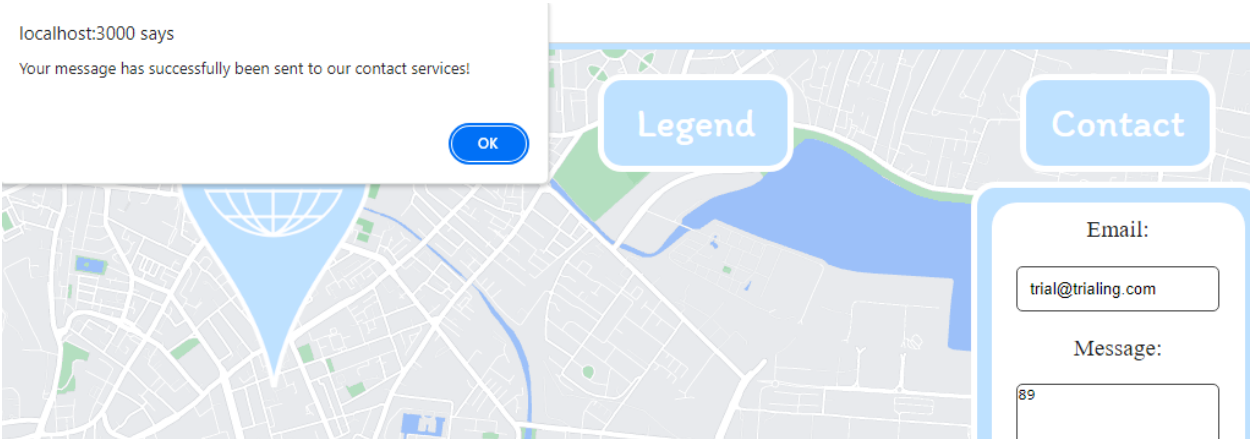 localhost:3000 says
Your message has successfully been sent to our contact services!
OK
Legend
Contact
Email:
trial@trialing.com
Message:
89